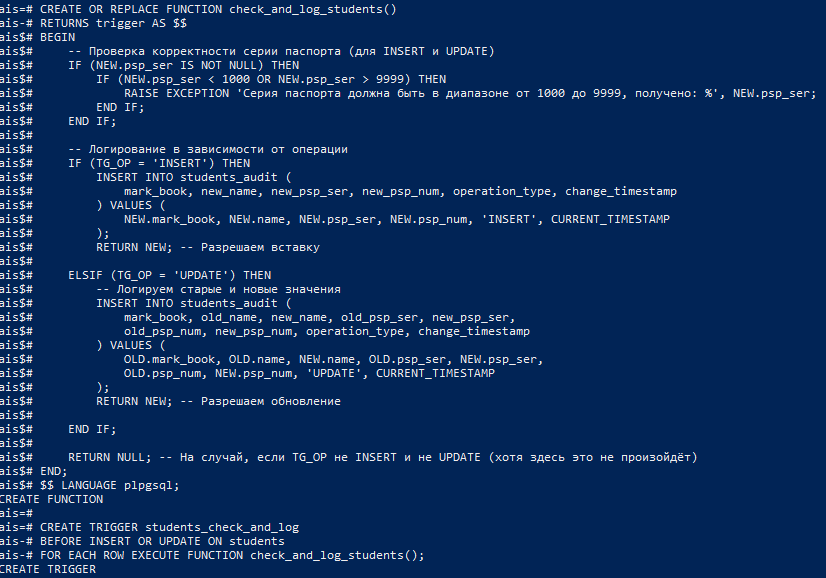 ais=# CREATE OR REPLACE FUNCTION check_and_log_students()
ais-# RETURNS trigger AS $$
ais$# BEGIN
ais$#     -- Проверка корректности серии паспорта (для INSERT и UPDATE)
ais$#     IF (NEW.psp_ser IS NOT NULL) THEN
ais$#         IF (NEW.psp_ser < 1000 OR NEW.psp_ser > 9999) THEN
ais$#             RAISE EXCEPTION 'Серия паспорта должна быть в диапазоне от 1000 до 9999, получено: %', NEW.psp_ser;
ais$#         END IF;
ais$#     END IF;
ais$#
ais$#     -- Логирование в зависимости от операции
ais$#     IF (TG_OP = 'INSERT') THEN
ais$#         INSERT INTO students_audit (
ais$#             mark_book, new_name, new_psp_ser, new_psp_num, operation_type, change_timestamp
ais$#         ) VALUES (
ais$#             NEW.mark_book, NEW.name, NEW.psp_ser, NEW.psp_num, 'INSERT', CURRENT_TIMESTAMP
ais$#         );
ais$#         RETURN NEW; -- Разрешаем вставку
ais$#
ais$#     ELSIF (TG_OP = 'UPDATE') THEN
ais$#         -- Логируем старые и новые значения
ais$#         INSERT INTO students_audit (
ais$#             mark_book, old_name, new_name, old_psp_ser, new_psp_ser,
ais$#             old_psp_num, new_psp_num, operation_type, change_timestamp
ais$#         ) VALUES (
ais$#             OLD.mark_book, OLD.name, NEW.name, OLD.psp_ser, NEW.psp_ser,
ais$#             OLD.psp_num, NEW.psp_num, 'UPDATE', CURRENT_TIMESTAMP
ais$#         );
ais$#         RETURN NEW; -- Разрешаем обновление
ais$#
ais$#     END IF;
ais$#
ais$#     RETURN NULL; -- На случай, если TG_OP не INSERT и не UPDATE (хотя здесь это не произойдёт)
ais$# END;
ais$# $$ LANGUAGE plpgsql;
CREATE FUNCTION
ais=#
ais=# CREATE TRIGGER students_check_and_log
ais-# BEFORE INSERT OR UPDATE ON students
ais-# FOR EACH ROW EXECUTE FUNCTION check_and_log_students();
CREATE TRIGGER